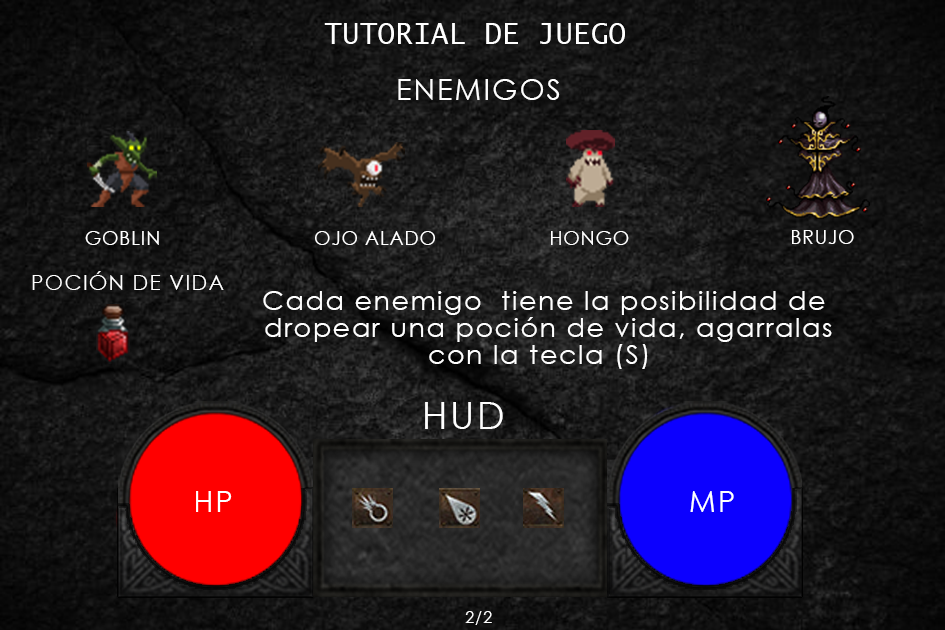 TUTORIAL DE JUEGO
ENEMIGOS
GOBLIN
OJO ALADO
HONGO
BRUJO
POCIÓN DE VIDA
Cada enemigo tiene la posibilidad de
dropear una poción de vida, agarralas
con la tecla (S)
HUD
HP
MP
2/2